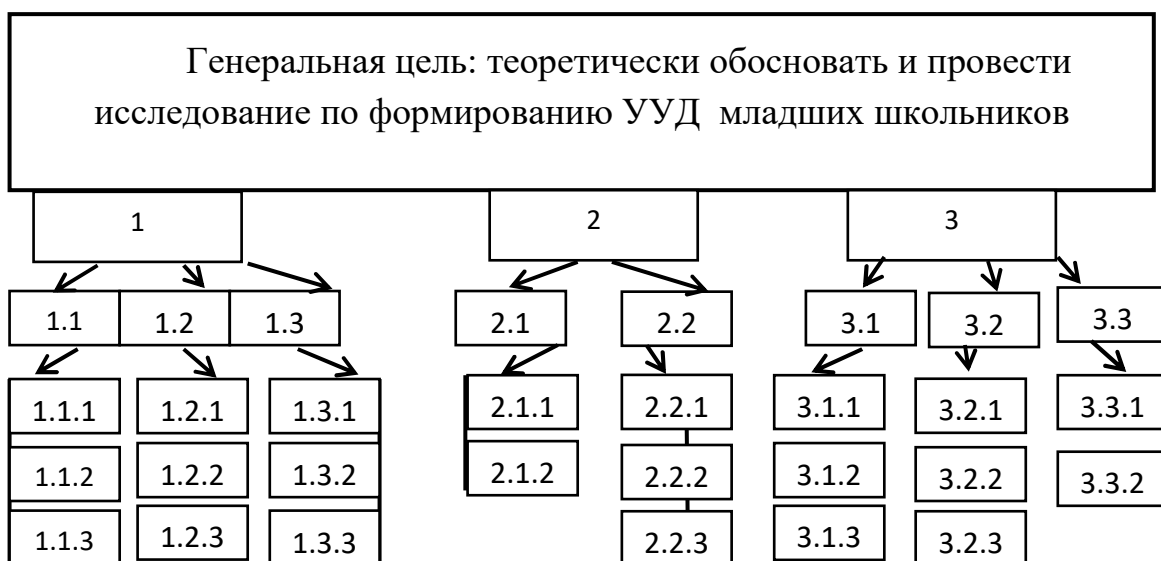 Генеральная цель: теоретически обосновать и провести
исследование по формированию УУД младших школьников
1 2 3
1.1 1.2 1.3 2.1 2.2 3.1 3.2 3.3
1.1.1 1.2.1 1.3.1 2.1.1 2.2.1 3.1.1 3.2.1 3.3.1
1.1.2 1.2.2 1.3.2 2.1.2 2.2.2 3.1.2 3.2.2 3.3.2
1.1.3 1.2.3 1.3.3 2.2.3 3.1.3 3.2.3